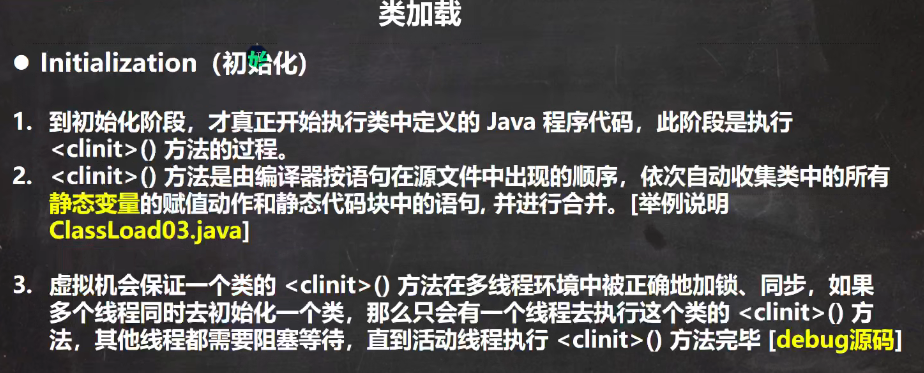 类加载
● Initialization（初始化）
1. 到初始化阶段，才真正开始执行类中定义的 Java 程序代码，此阶段是执行
<clinit>() 方法的过程。
2. <clinit>() 方法是由编译器按语句在源文件中出现的顺序，依次自动收集类中的所有
静态变量的赋值动作和静态代码块中的语句, 并进行合并。[举例说明
ClassLoad03.java]
3. 虚拟机会保证一个类的 <clinit>() 方法在多线程环境中被正确地加锁、同步，如果
多个线程同时去初始化一个类，那么只会有一个线程去执行这个类的 <clinit>() 方
法，其他线程都需要阻塞等待，直到活动线程执行 <clinit>() 方法完毕 [debug源码]